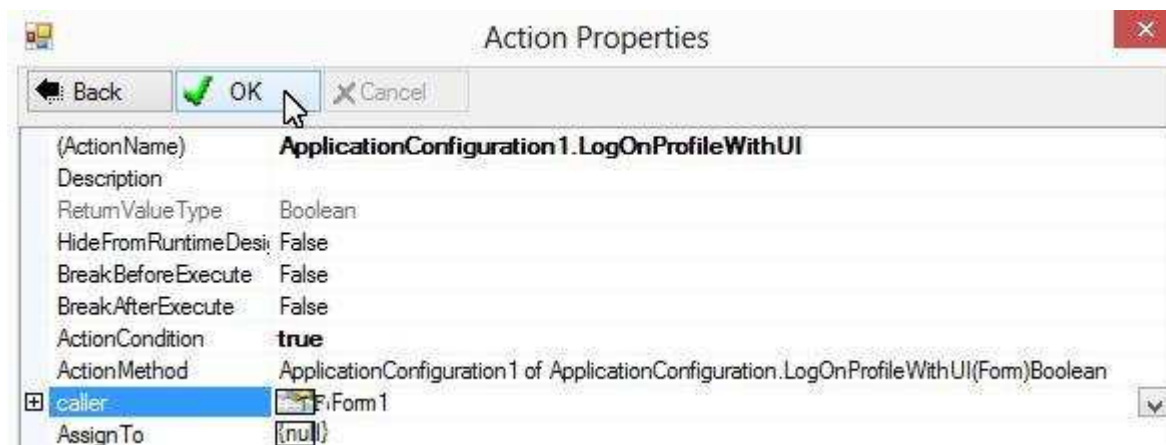 Action Properties
Back OK Cancel
(ActionName) ApplicationConfiguration1.LogOnProfileWithUI
Description
ReturnValueType Boolean
HideFromRuntimeDesi False
BreakBeforeExecute False
BreakAfterExecute False
ActionCondition true
ActionMethod ApplicationConfiguration1 of ApplicationConfiguration.LogOnProfileWithUI(Form)Boolean
caller Form1
AssignTo {null}